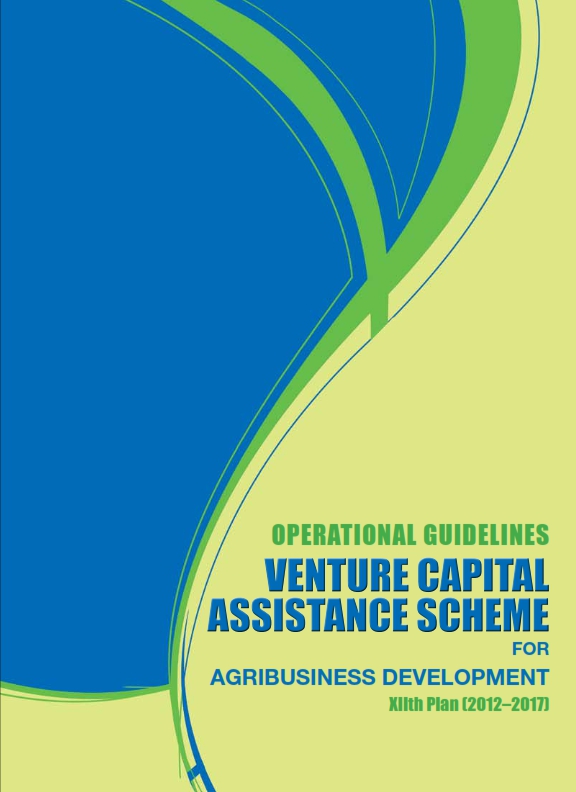 OPERATIONAL GUIDELINES
VENTURE CAPITAL
ASSISTANCE SCHEME
FOR
AGRIBUSINESS DEVELOPMENT
XIIth Plan (2012–2017)